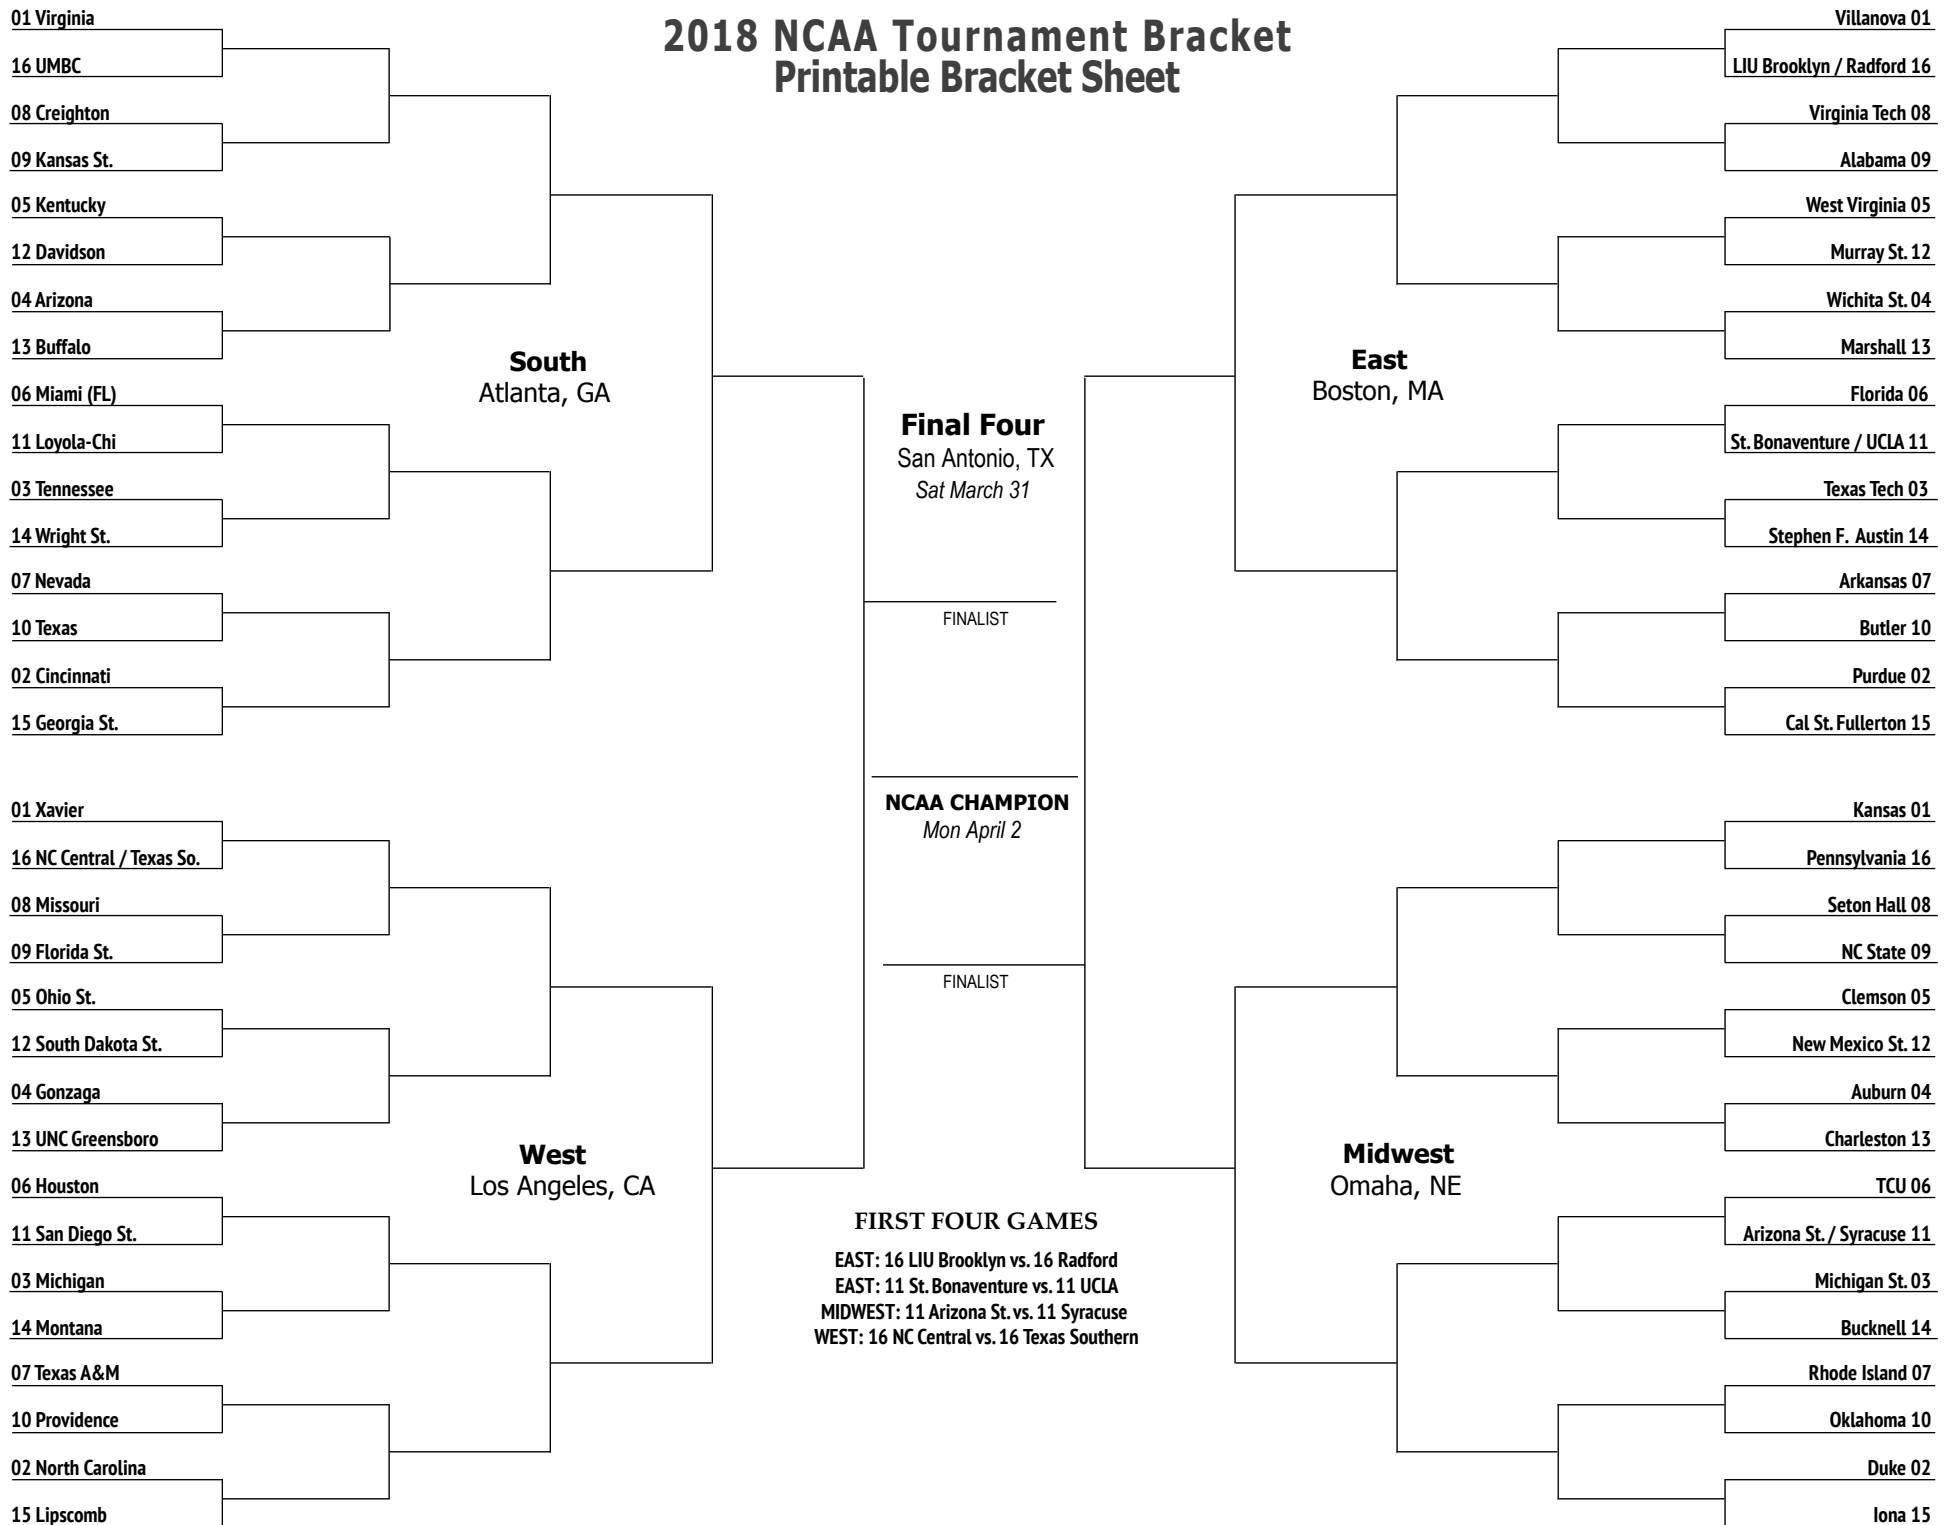 2018 NCAA Tournament Bracket
Printable Bracket Sheet
01 Virginia
16 UMBC
08 Creighton
09 Kansas St.
05 Kentucky
12 Davidson
04 Arizona
13 Buffalo
06 Miami (FL)
11 Loyola-Chi
03 Tennessee
14 Wright St.
07 Nevada
10 Texas
02 Cincinnati
15 Georgia St.
South
Atlanta, GA
01 Xavier
16 NC Central / Texas So.
08 Missouri
09 Florida St.
05 Ohio St.
12 South Dakota St.
04 Gonzaga
13 UNC Greensboro
06 Houston
11 San Diego St.
03 Michigan
14 Montana
07 Texas A&M
10 Providence
02 North Carolina
15 Lipscomb
West
Los Angeles, CA
Final Four
San Antonio, TX
Sat March 31
FINALIST
NCAA CHAMPION
Mon April 2
FINALIST
FIRST FOUR GAMES
EAST: 16 LIU Brooklyn vs. 16 Radford
EAST: 11 St. Bonaventure vs. 11 UCLA
MIDWEST: 11 Arizona St. vs. 11 Syracuse
WEST: 16 NC Central vs. 16 Texas Southern
Villanova 01
LIU Brooklyn / Radford 16
Virginia Tech 08
Alabama 09
West Virginia 05
Murray St. 12
Wichita St. 04
Marshall 13
Florida 06
St. Bonaventure / UCLA 11
Texas Tech 03
Stephen F. Austin 14
Arkansas 07
Butler 10
Purdue 02
Cal St. Fullerton 15
East
Boston, MA
Kansas 01
Pennsylvania 16
Seton Hall 08
NC State 09
Clemson 05
New Mexico St. 12
Auburn 04
Charleston 13
TCU 06
Arizona St. / Syracuse 11
Michigan St. 03
Bucknell 14
Rhode Island 07
Oklahoma 10
Duke 02
Iona 15
Midwest
Omaha, NE